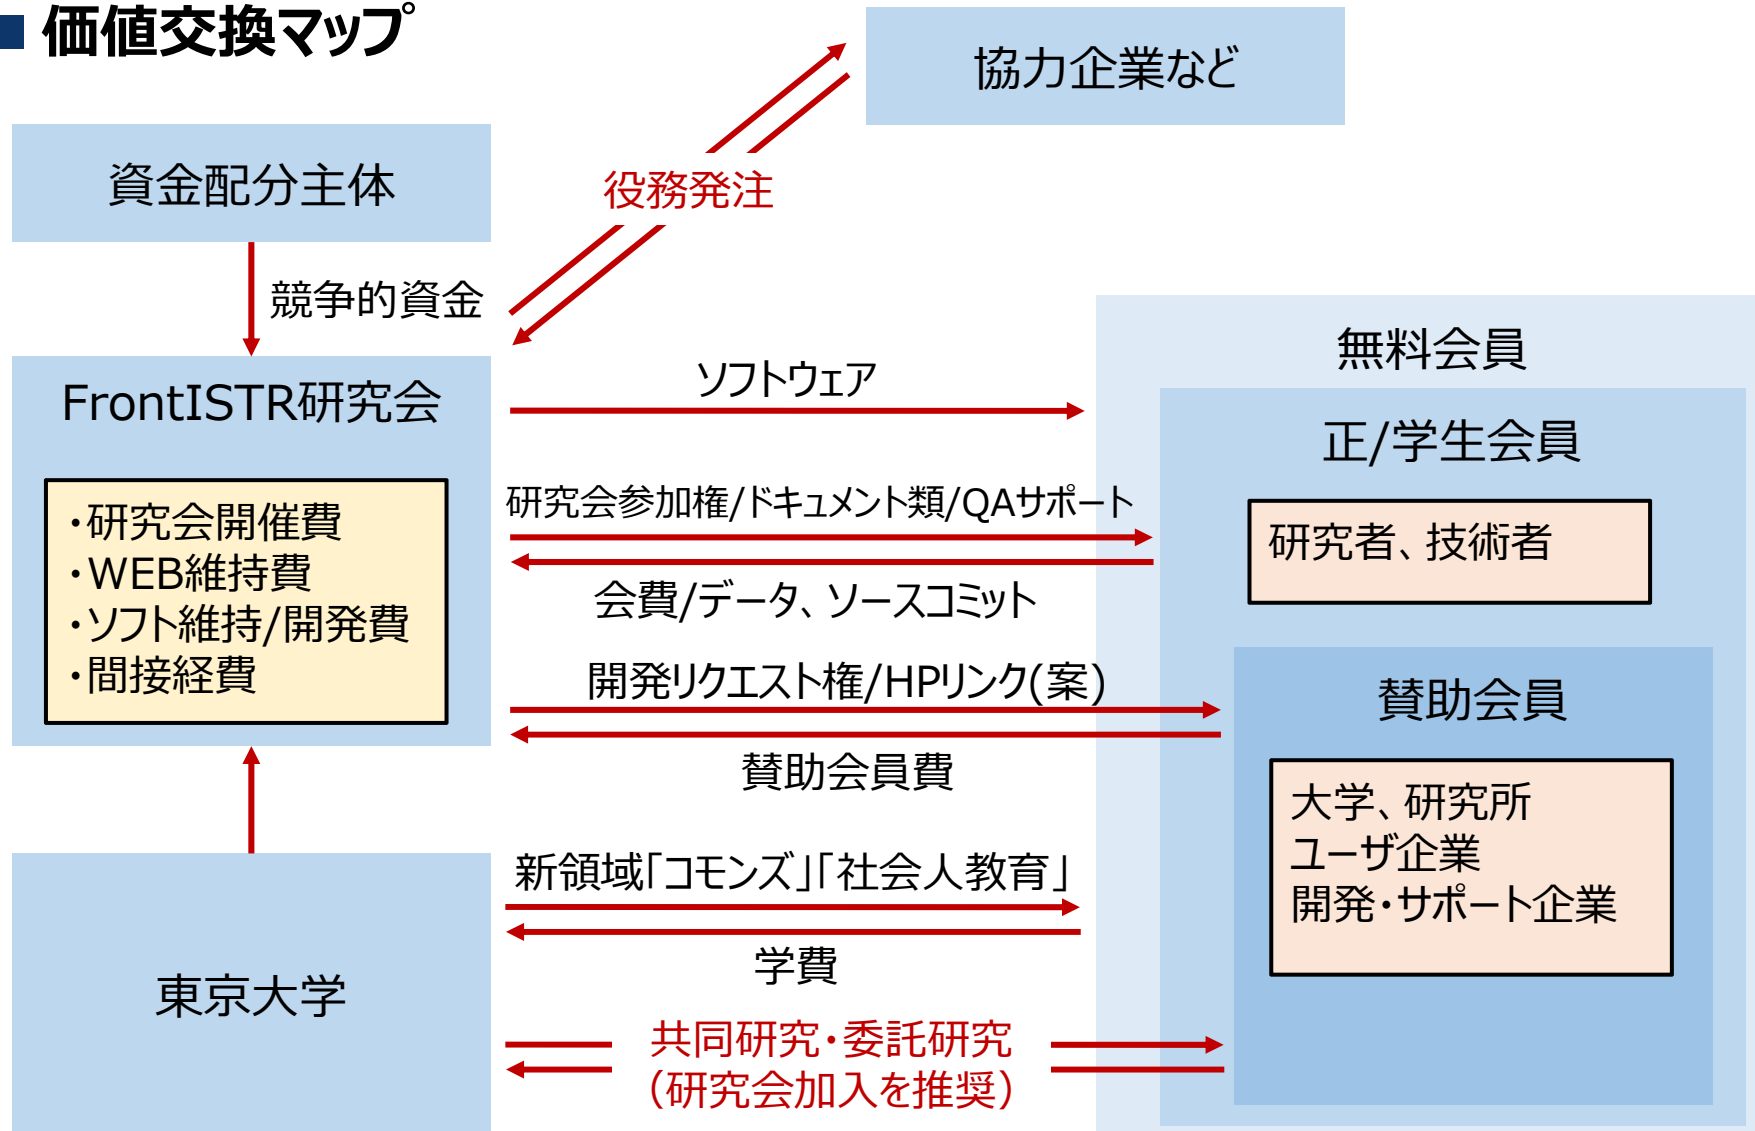 ■ 価値交換マップ
協力企業など
資金配分主体
役務発注
競争的資金
FrontISTR研究会
・研究会開催費
・WEB維持費
・ソフト維持/開発費
・間接経費
ソフトウェア
研究会参加権/ドキュメント類/QAサポート
会費/データ、ソースコミット
開発リクエスト権/HPリンク(案)
賛助会員費
無料会員
正/学生会員
研究者、技術者
賛助会員
大学、研究所
ユーザ企業
開発・サポート企業
東京大学
新領域「コモンズ」「社会人教育」
学費
共同研究・委託研究
（研究会加入を推奨）